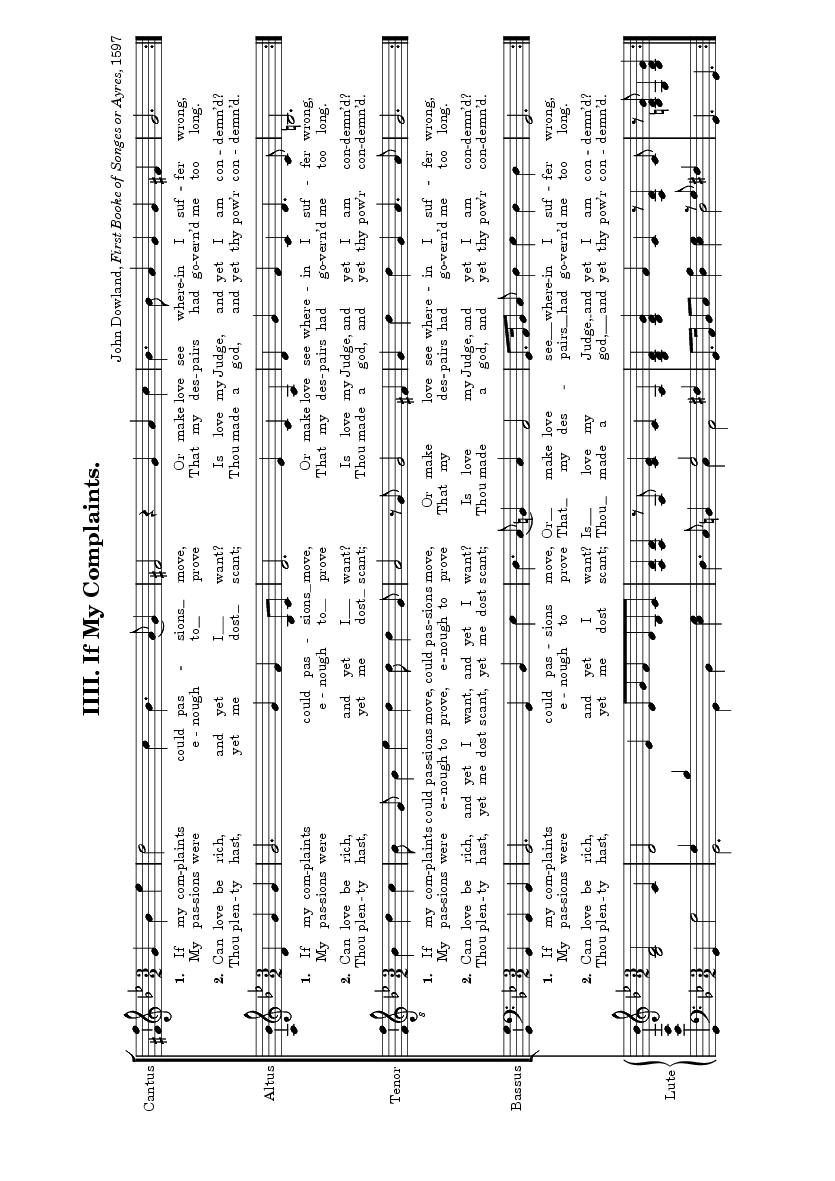 IIII. If My Complaints.
John Dowland, First Booke of Songes or Ayres, 1597
Cantus
1. If my com-plaints could pas - sions_ move, Or make love see where-in I suf - fer wrong,
My pas-sions were e - nough to_ prove That my des-pairs had go-vern'd me too long.
2. Can love be rich, and yet I_ want? Is love my Judge, and yet I am con - demn'd?
Thou plen - ty hast, yet me dost_ scant; Thou made a god, and yet thy pow'r con - demn'd.
Altus
1. If my com-plaints could pas - sions_ move, Or make love see where - in I suf - fer wrong,
My pas-sions were e - nough to_ prove That my des-pairs had go-vern'd me too long.
2. Can love be rich, and yet I_ want? Is love my Judge, and yet I am con-demn'd?
Thou plen - ty hast, yet me dost_ scant; Thou made a god, and yet thy pow'r con-demn'd.
Tenor
8
1. If my com-plaints could pas-sions move, could pas-sions move, Or make love see where - in I suf - fer wrong,
My pas-sions were e-nough to prove, e-nough to prove That my des-pairs had go-vern'd me too long.
2. Can love be rich, and yet I want, and yet I want? Is love my Judge, and yet I am con-demn'd?
Thou plen - ty hast, yet me dost scant, yet me dost scant; Thou made a god, and yet thy pow'r con-demn'd.
Bassus
1. If my com-plaints could pas - sions move, Or_ make love see_ where-in I suf - fer wrong,
My pas-sions were e - nough to prove That_ my des - pairs_ had go-vern'd me too long.
2. Can love be rich, and yet I want? Is_ love my Judge,_ and yet I am con - demn'd?
Thou plen - ty hast, yet me dost scant; Thou_ made a god,_ and yet thy pow'r con - demn'd.
Lute